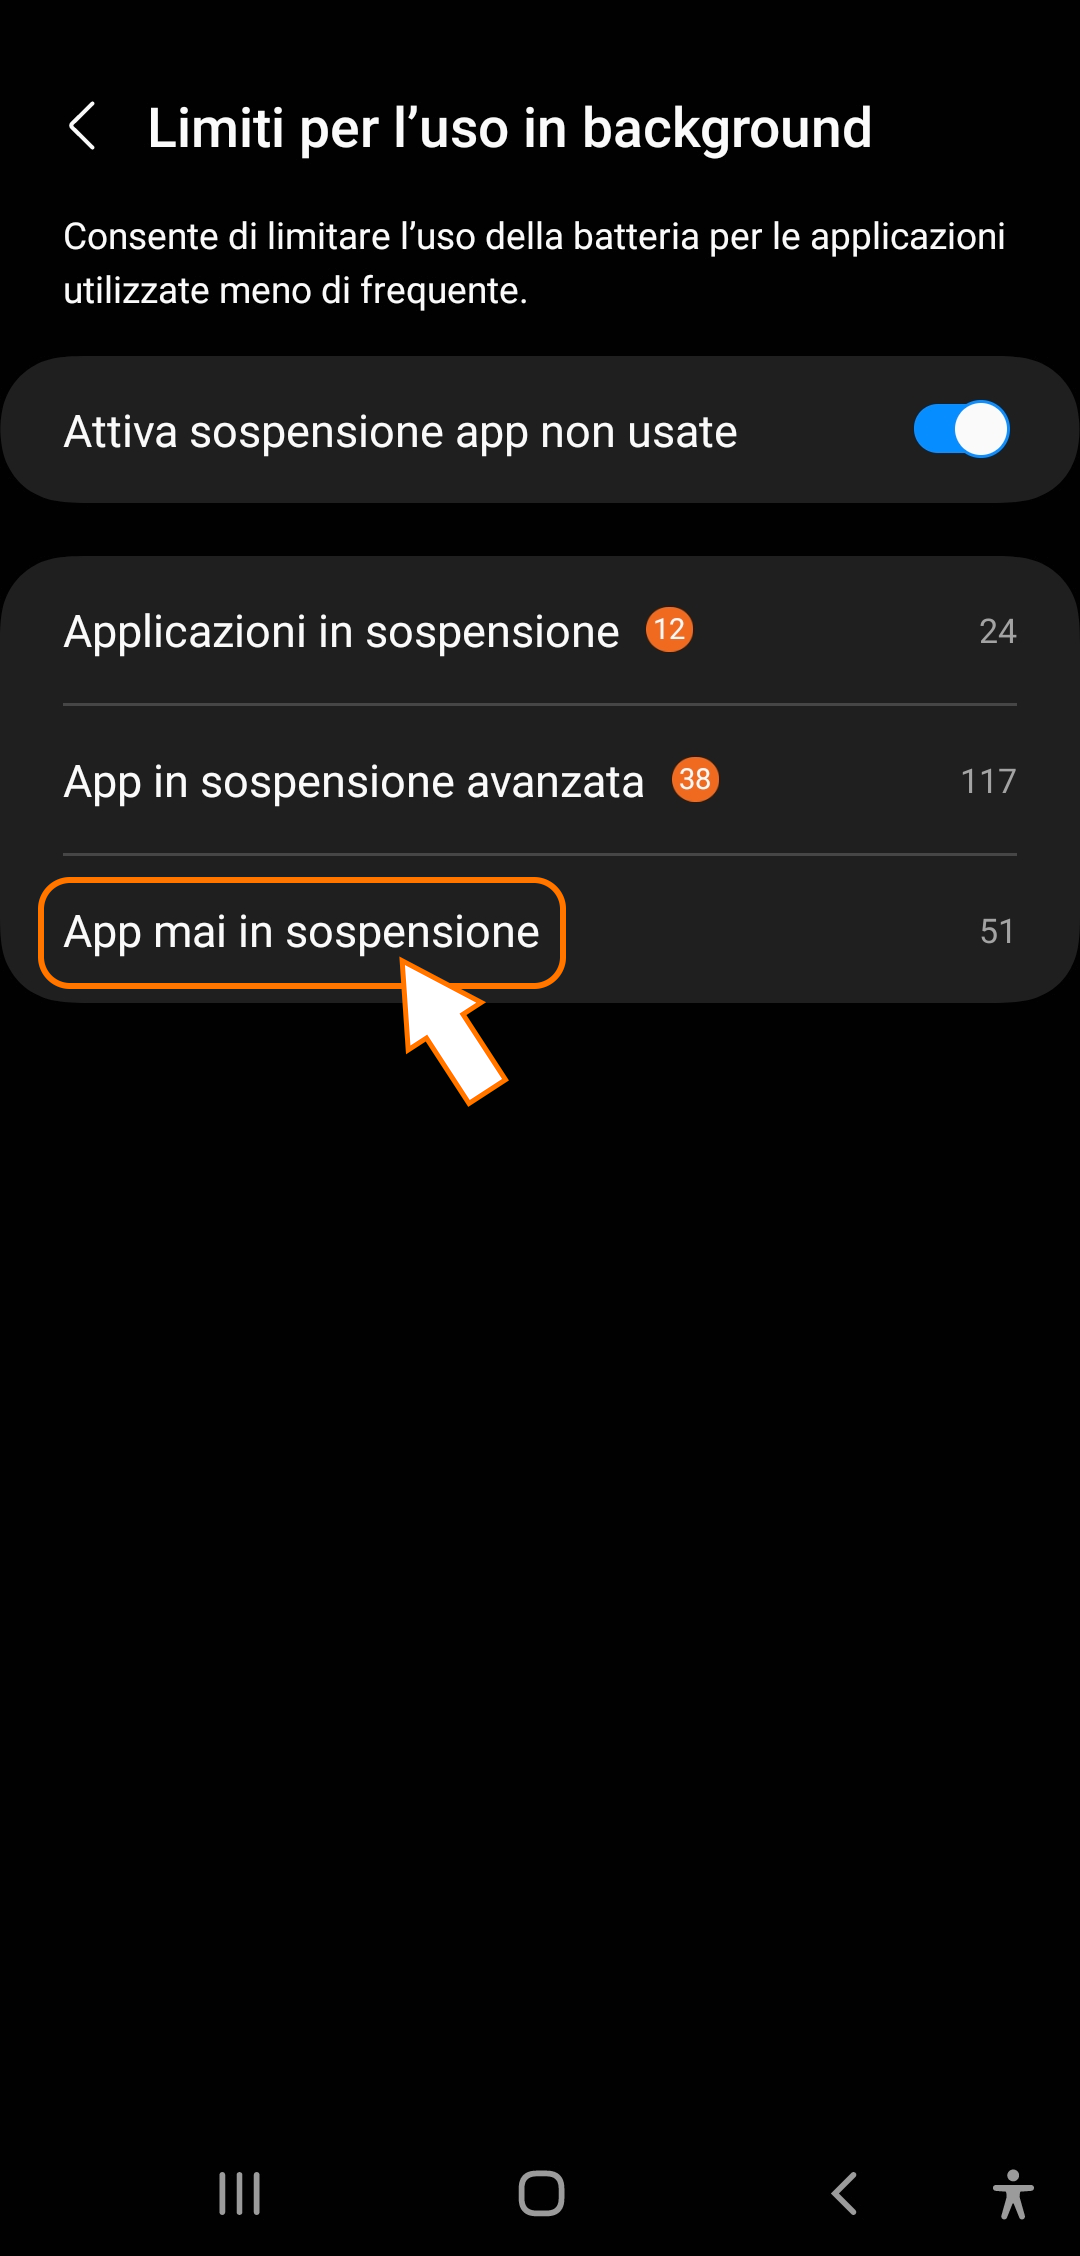 Limiti per l’uso in background
Consente di limitare l’uso della batteria per le applicazioni
utilizzate meno di frequente.
Attiva sospensione app non usate
Applicazioni in sospensione 12 24
App in sospensione avanzata 38 117
App mai in sospensione 51